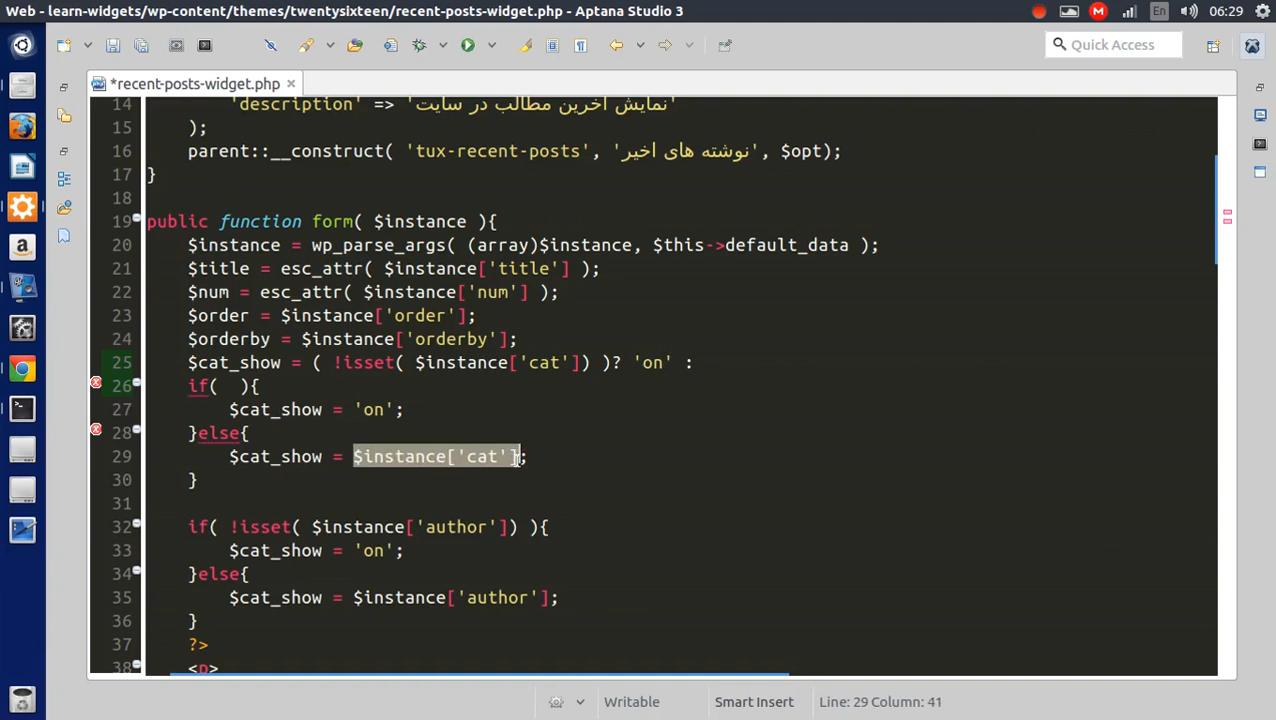 Web - learn-widgets/wp-content/themes/twentysixteen/recent-posts-widget.php - Aptana Studio 3
En
06:29
Quick Access
*recent-posts-widget.php
14 'description' => 'نمایش آخرین مطالب در سایت'
15 );
16 parent::__construct( 'tux-recent-posts', 'نوشته های اخیر', $opt);
17 }
18
19 public function form( $instance ){
20 $instance = wp_parse_args( (array)$instance, $this->default_data );
21 $title = esc_attr( $instance['title'] );
22 $num = esc_attr( $instance['num'] );
23 $order = $instance['order'];
24 $orderby = $instance['orderby'];
25 $cat_show = ( !isset( $instance['cat']) )? 'on' :
26 if(  ){
27 $cat_show = 'on';
28 }else{
29 $cat_show = $instance['cat'];
30 }
31
32 if( !isset( $instance['author']) ){
33 $cat_show = 'on';
34 }else{
35 $cat_show = $instance['author'];
36 }
37 ?>
38 <p>
Writable
Smart Insert
Line: 29 Column: 41